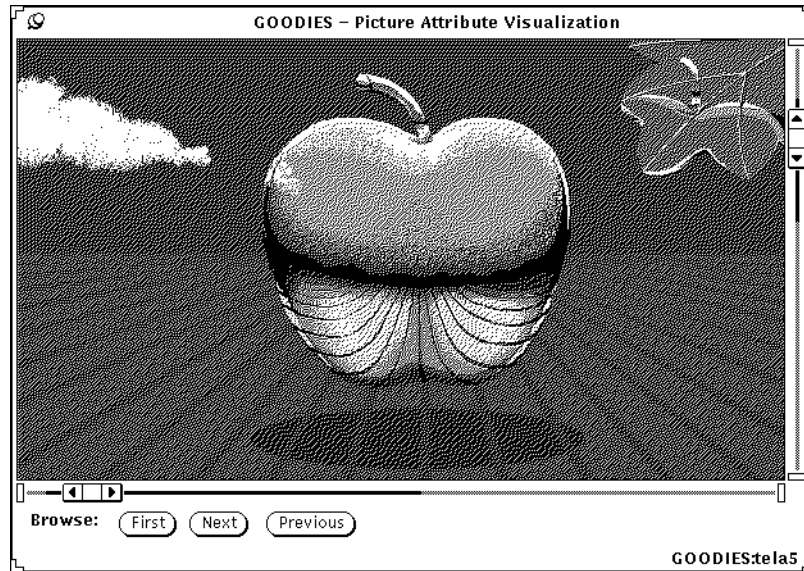 GOODIES – Picture Attribute Visualization
Browse: First Next Previous
GOODIES:tela5